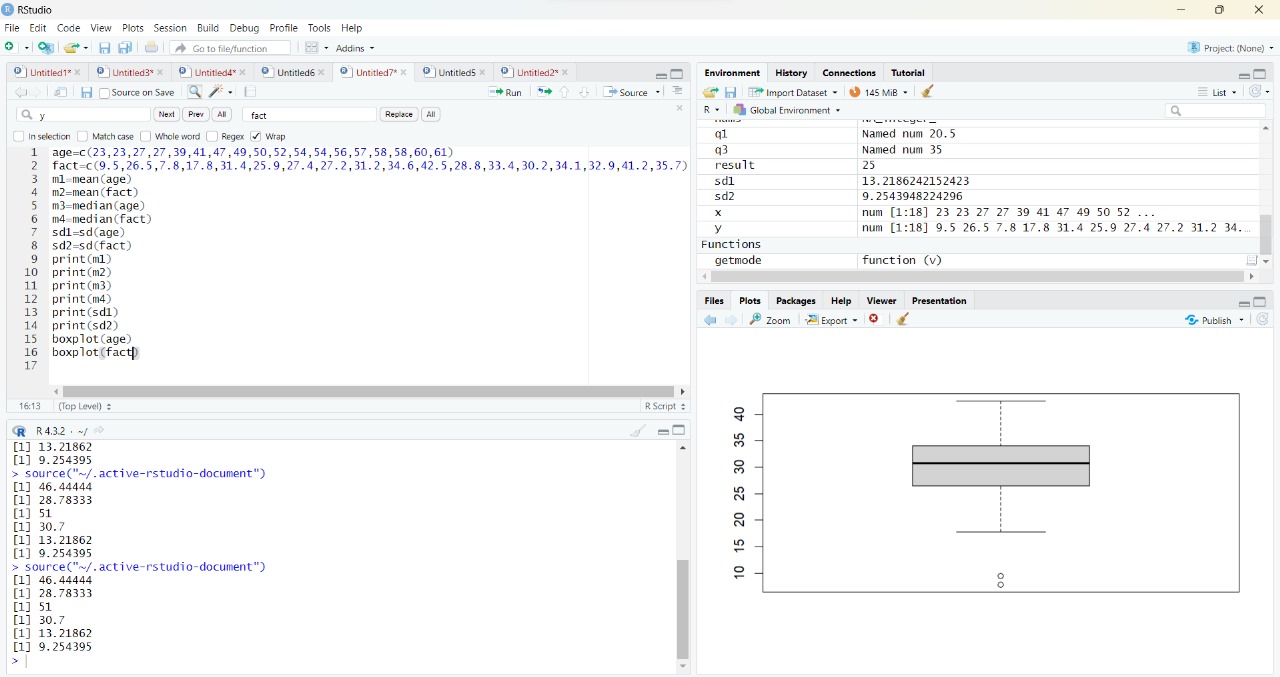 RStudio
File Edit Code View Plots Session Build Debug Profile Tools Help
Go to file/function Addins Project: (None)
Untitled1* Untitled3* Untitled4* Untitled6 Untitled7* Untitled5 Untitled2*
Source on Save Run Source
y Next Prev All fact Replace All
In selection Match case Whole word Regex Wrap
1 age=c(23,23,27,27,39,41,47,49,50,52,54,54,56,57,58,58,60,61)
2 fact=c(9.5,26.5,7.8,17.8,31.4,25.9,27.4,27.2,31.2,34.6,42.5,28.8,33.4,30.2,34.1,32.9,41.2,35.7)
3 m1=mean(age)
4 m2=mean(fact)
5 m3=median(age)
6 m4=median(fact)
7 sd1=sd(age)
8 sd2=sd(fact)
9 print(m1)
10 print(m2)
11 print(m3)
12 print(m4)
13 print(sd1)
14 print(sd2)
15 boxplot(age)
16 boxplot(fact)
17
16:13 (Top Level) R Script
R 4.3.2 · ~/
[1] 13.21862
[1] 9.254395
> source("~/.active-rstudio-document")
[1] 46.44444
[1] 28.78333
[1] 51
[1] 30.7
[1] 13.21862
[1] 9.254395
> source("~/.active-rstudio-document")
[1] 46.44444
[1] 28.78333
[1] 51
[1] 30.7
[1] 13.21862
[1] 9.254395
>
Environment History Connections Tutorial
Import Dataset 145 MiB List
R Global Environment
q1 Named num 20.5
q3 Named num 35
result 25
sd1 13.2186242152423
sd2 9.2543948224296
x num [1:18] 23 23 27 27 39 41 47 49 50 52 ...
y num [1:18] 9.5 26.5 7.8 17.8 31.4 25.9 27.4 27.2 31.2 34...
Functions
getmode function (v)
Files Plots Packages Help Viewer Presentation
Zoom Export Publish
40
35
30
25
20
15
10